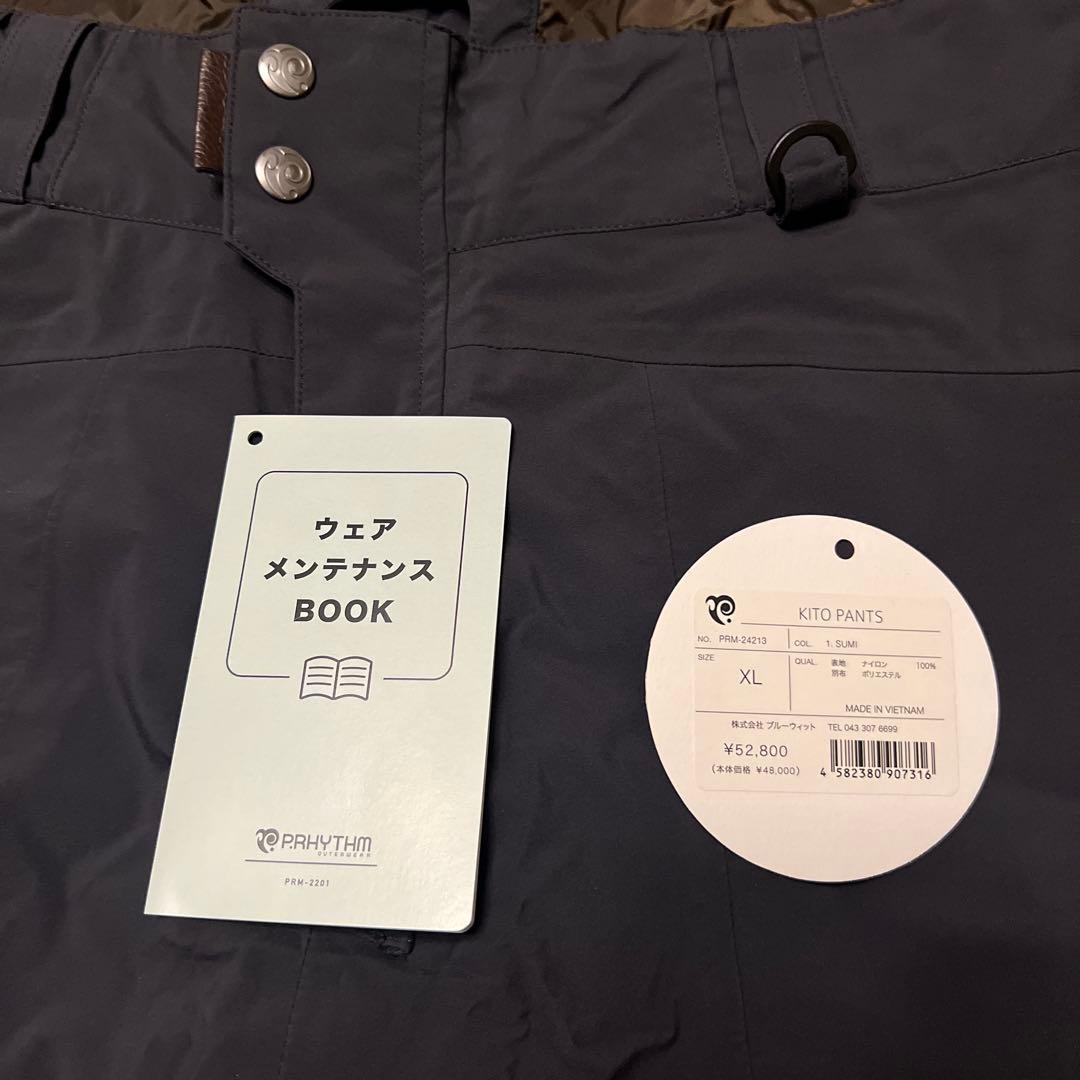 ウェア
メンテナンス
BOOK
P.RHYTHM
OUTERWEAR
PRM-2201
KITO PANTS
NO. PRM-24213 COL. 1. SUMI
SIZE XL
QUAL. 表地 ナイロン 100%
別布 ポリエステル
MADE IN VIETNAM
株式会社 ブルーウィット TEL 043 307 6699
¥52,800
(本体価格 ¥48,000)
4 582380 907316